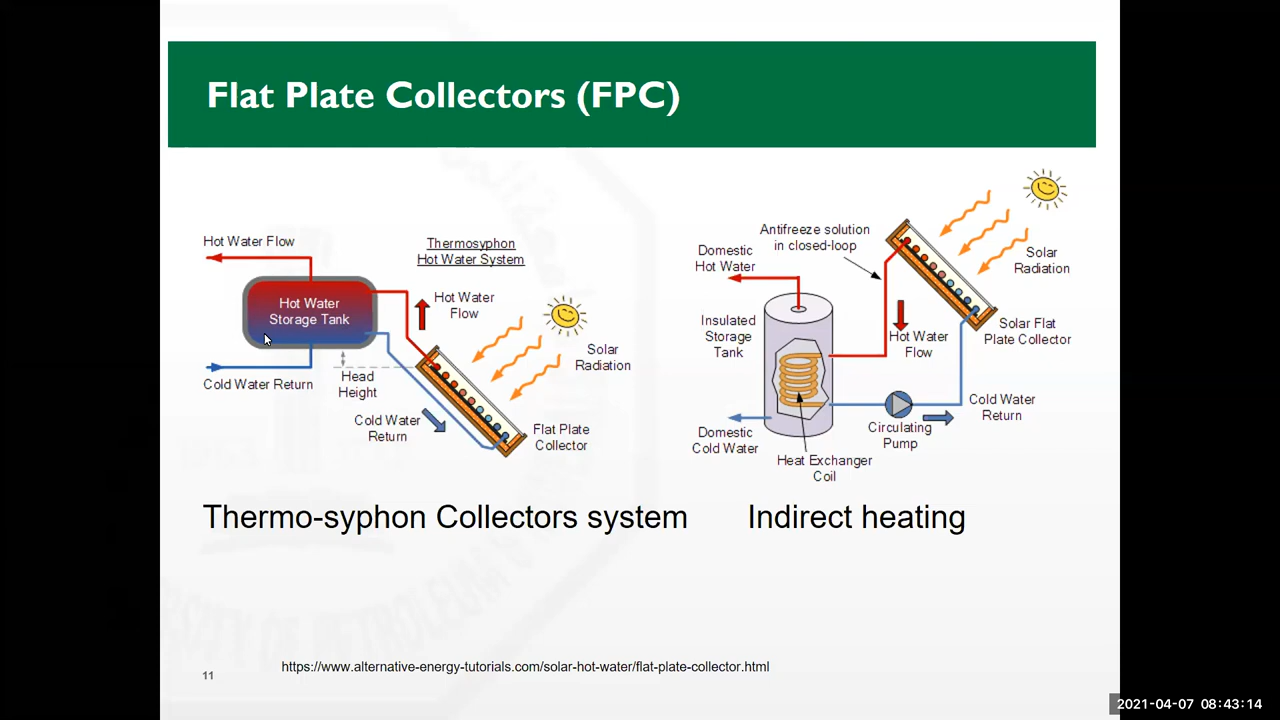 Flat Plate Collectors (FPC)
Hot Water Flow
Thermosyphon
Hot Water System
Hot Water
Storage Tank
Hot Water
Flow
Solar
Radiation
Cold Water Return
Head
Height
Cold Water
Return
Flat Plate
Collector
Antifreeze solution
in closed-loop
Domestic
Hot Water
Solar
Radiation
Insulated
Storage
Tank
Hot Water
Flow
Solar Flat
Plate Collector
Cold Water
Return
Circulating
Pump
Domestic
Cold Water
Heat Exchanger
Coil
Thermo-syphon Collectors system
Indirect heating
https://www.alternative-energy-tutorials.com/solar-hot-water/flat-plate-collector.html
11
2021-04-07 08:43:14